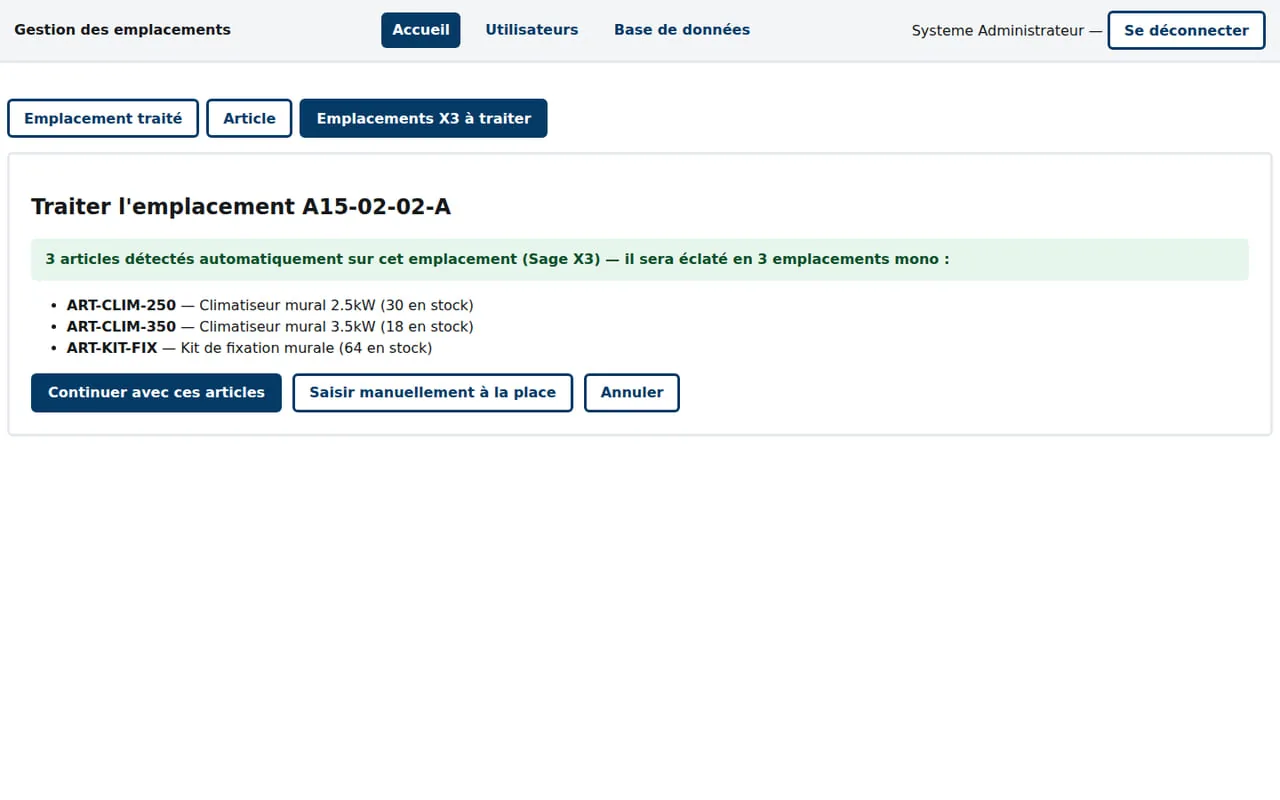 Gestion des emplacements Accueil Utilisateurs Base de données Systeme Administrateur — Se déconnecter
Emplacement traité Article Emplacements X3 à traiter
Traiter l'emplacement A15-02-02-A
3 articles détectés automatiquement sur cet emplacement (Sage X3) — il sera éclaté en 3 emplacements mono :
• ART-CLIM-250 — Climatiseur mural 2.5kW (30 en stock)
• ART-CLIM-350 — Climatiseur mural 3.5kW (18 en stock)
• ART-KIT-FIX — Kit de fixation murale (64 en stock)
Continuer avec ces articles Saisir manuellement à la place Annuler